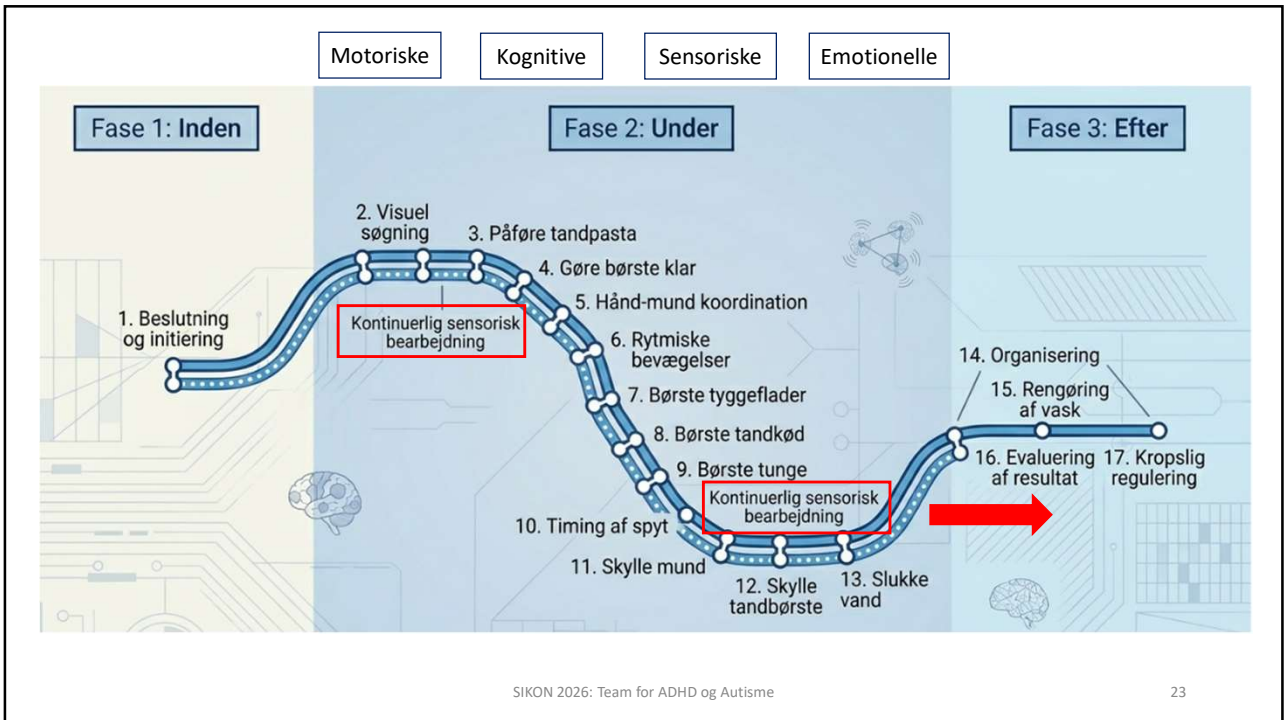 Motoriske
Kognitive
Sensoriske
Emotionelle
Fase 1: Inden
Fase 2: Under
Fase 3: Efter
1. Beslutning
og initiering
2. Visuel
søgning
3. Påføre tandpasta
Kontinuerlig sensorisk
bearbejdning
4. Gøre børste klar
5. Hånd-mund koordination
6. Rytmiske
bevægelser
7. Børste tyggeflader
8. Børste tandkød
9. Børste tunge
Kontinuerlig sensorisk
bearbejdning
10. Timing af spyt
11. Skylle mund
12. Skylle
tandbørste
13. Slukke
vand
14. Organisering
15. Rengøring
af vask
16. Evaluering
af resultat
17. Kropslig
regulering
SIKON 2026: Team for ADHD og Autisme
23